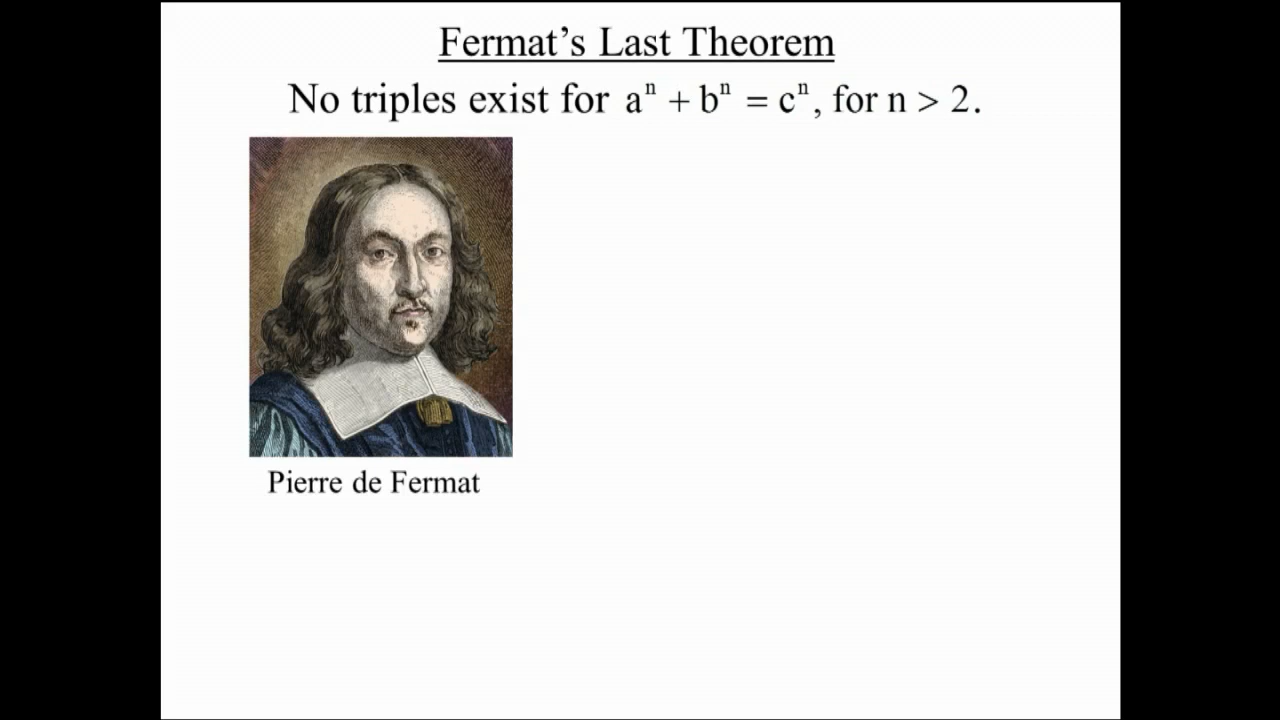 Fermat’s Last Theorem
No triples exist for aⁿ + bⁿ = cⁿ, for n > 2.
Pierre de Fermat